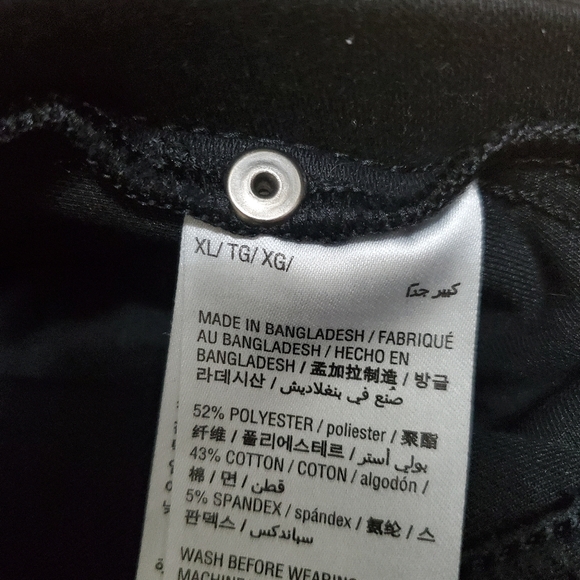 XL/ TG/ XG/
كبير جدًا
MADE IN BANGLADESH / FABRIQUÉ
AU BANGLADESH / HECHO EN
BANGLADESH / 孟加拉制造 / 방글
라데시산 / صُنع في بنغلاديش
52% POLYESTER / poliester / 聚酯
纤维 / 폴리에스테르 / بولي أستر
43% COTTON / COTON / algodón /
棉 / 면 / قطن
5% SPANDEX / spándex / 氨纶 / 스
판덱스 / سباندكس
WASH BEFORE WEARING